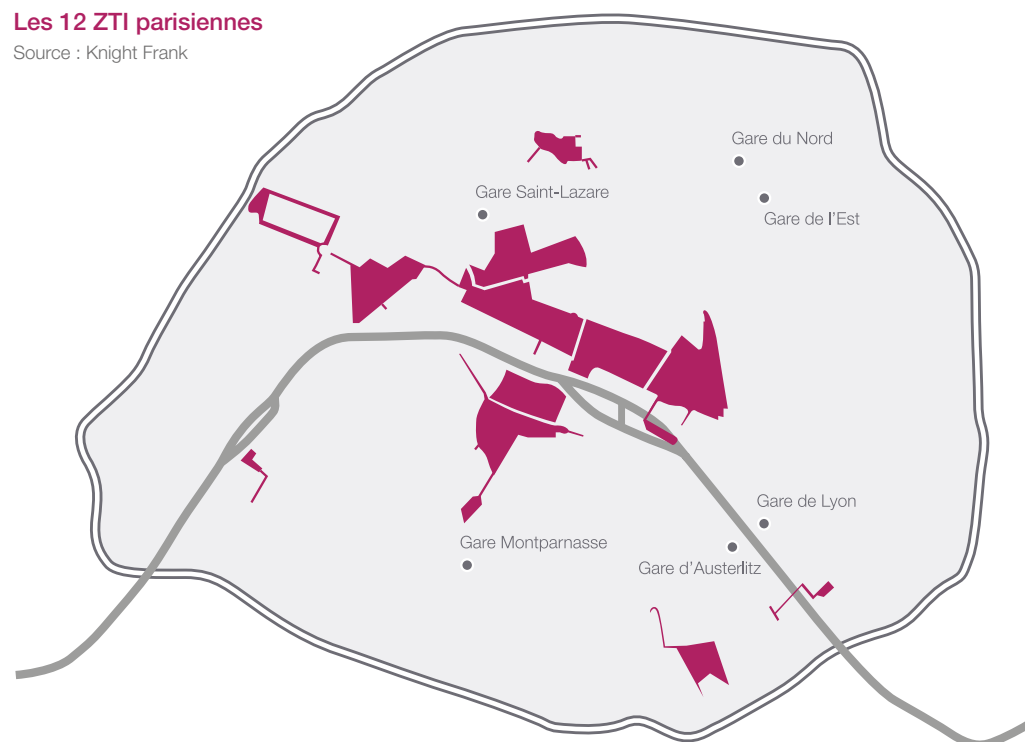 Les 12 ZTI parisiennes
Source : Knight Frank
Gare du Nord
Gare Saint-Lazare
Gare de l’Est
Gare de Lyon
Gare Montparnasse
Gare d’Austerlitz